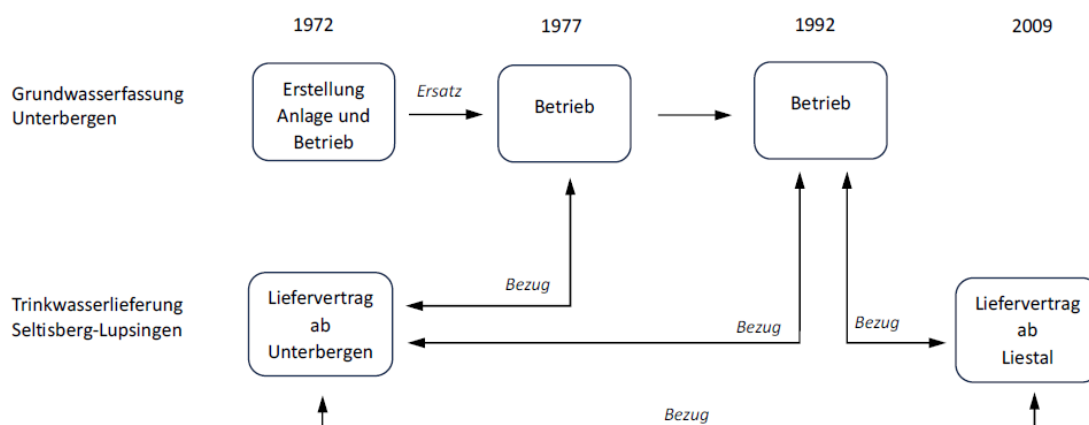 1972
1977
1992
2009
Grundwasserfassung
Unterbergen
Erstellung
Anlage und
Betrieb
Ersatz
Betrieb
Betrieb
Trinkwasserlieferung
Seltisberg-Lupsingen
Liefervertrag
ab
Unterbergen
Bezug
Bezug
Bezug
Liefervertrag
ab
Liestal
Bezug